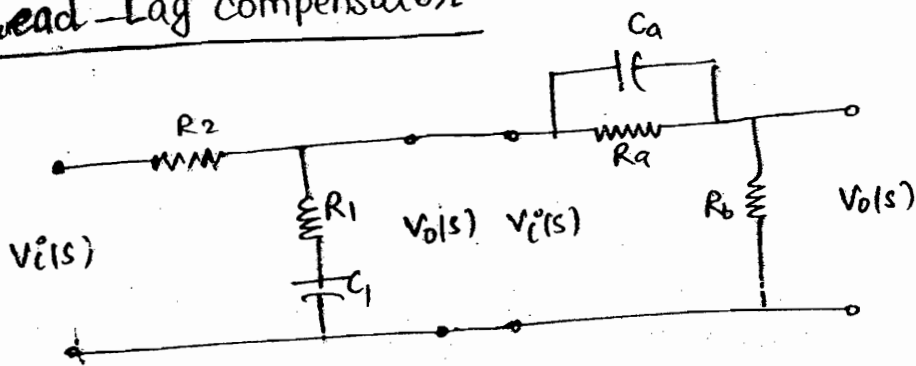 Lead-Lag compensator
Ca
R2
Ra
R1
Rb
Vi(s)
Vo(s) Vi(s)
Vo(s)
C1